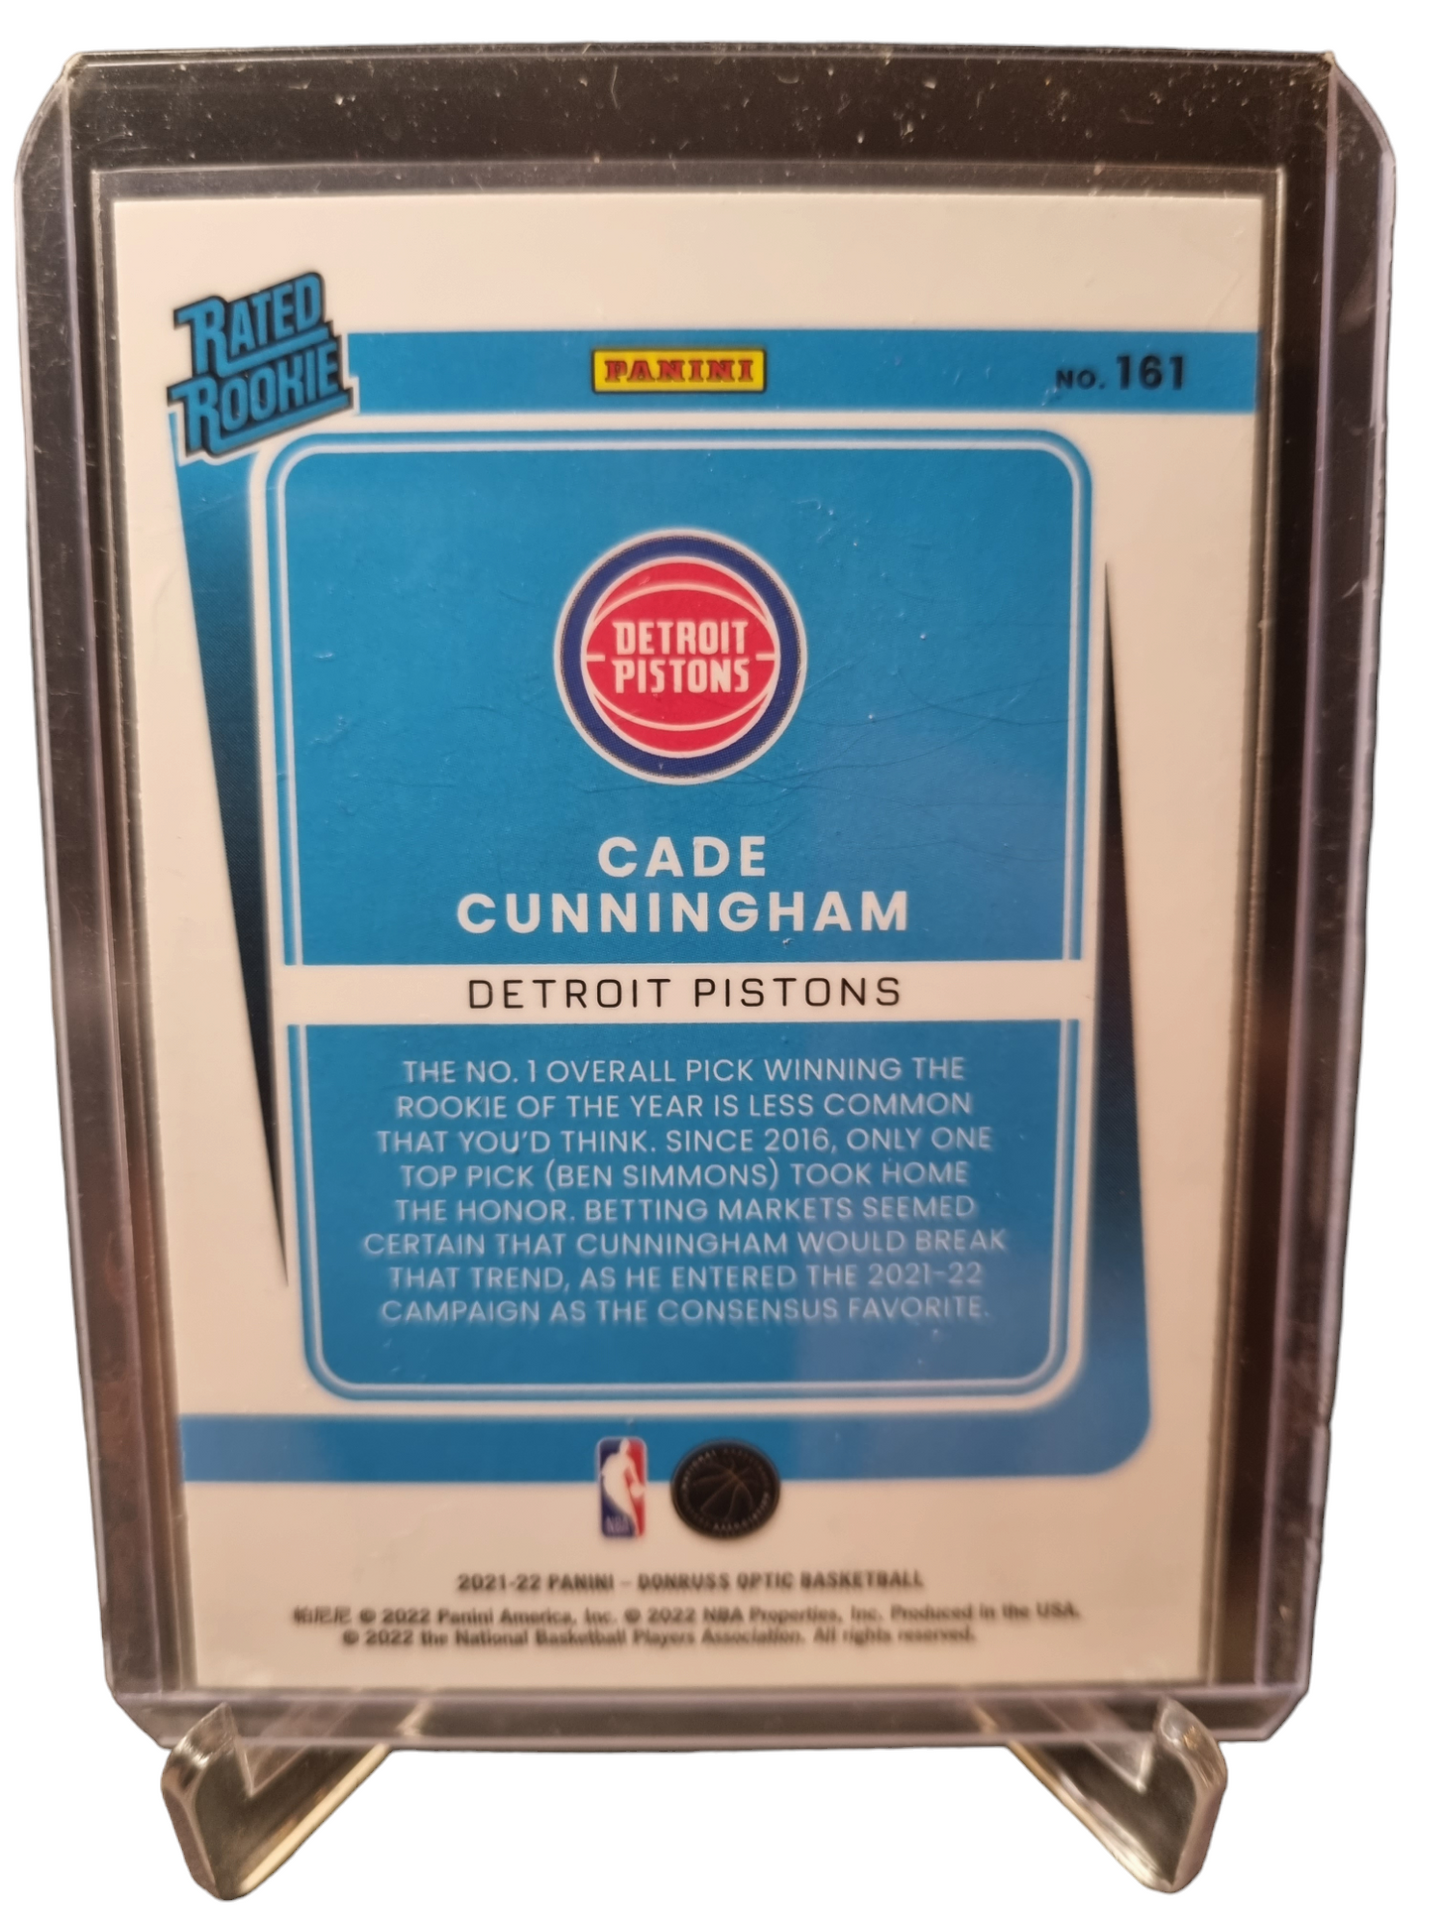 RATED
ROOKIE
PANINI
NO. 161
DETROIT
PISTONS
CADE
CUNNINGHAM
DETROIT PISTONS
THE NO. 1 OVERALL PICK WINNING THE
ROOKIE OF THE YEAR IS LESS COMMON
THAT YOU'D THINK. SINCE 2016, ONLY ONE
TOP PICK (BEN SIMMONS) TOOK HOME
THE HONOR. BETTING MARKETS SEEMED
CERTAIN THAT CUNNINGHAM WOULD BREAK
THAT TREND, AS HE ENTERED THE 2021-22
CAMPAIGN AS THE CONSENSUS FAVORITE.
NBA
2021-22 PANINI – DONRUSS OPTIC BASKETBALL
帕尼尼 © 2022 Panini America, Inc. © 2022 NBA Properties, Inc. Produced in the USA.
© 2022 the National Basketball Players Association. All rights reserved.